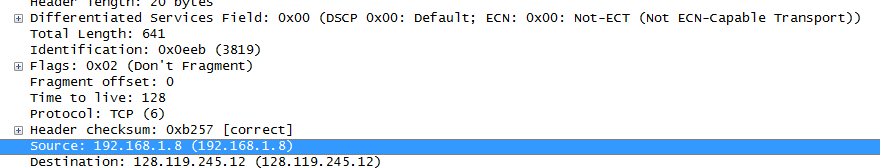 Header length: 20 bytes
Differentiated Services Field: 0x00 (DSCP 0x00: Default; ECN: 0x00: Not-ECT (Not ECN-Capable Transport))
Total Length: 641
Identification: 0x0eeb (3819)
Flags: 0x02 (Don't Fragment)
Fragment offset: 0
Time to live: 128
Protocol: TCP (6)
Header checksum: 0xb257 [correct]
Source: 192.168.1.8 (192.168.1.8)
Destination: 128.119.245.12 (128.119.245.12)